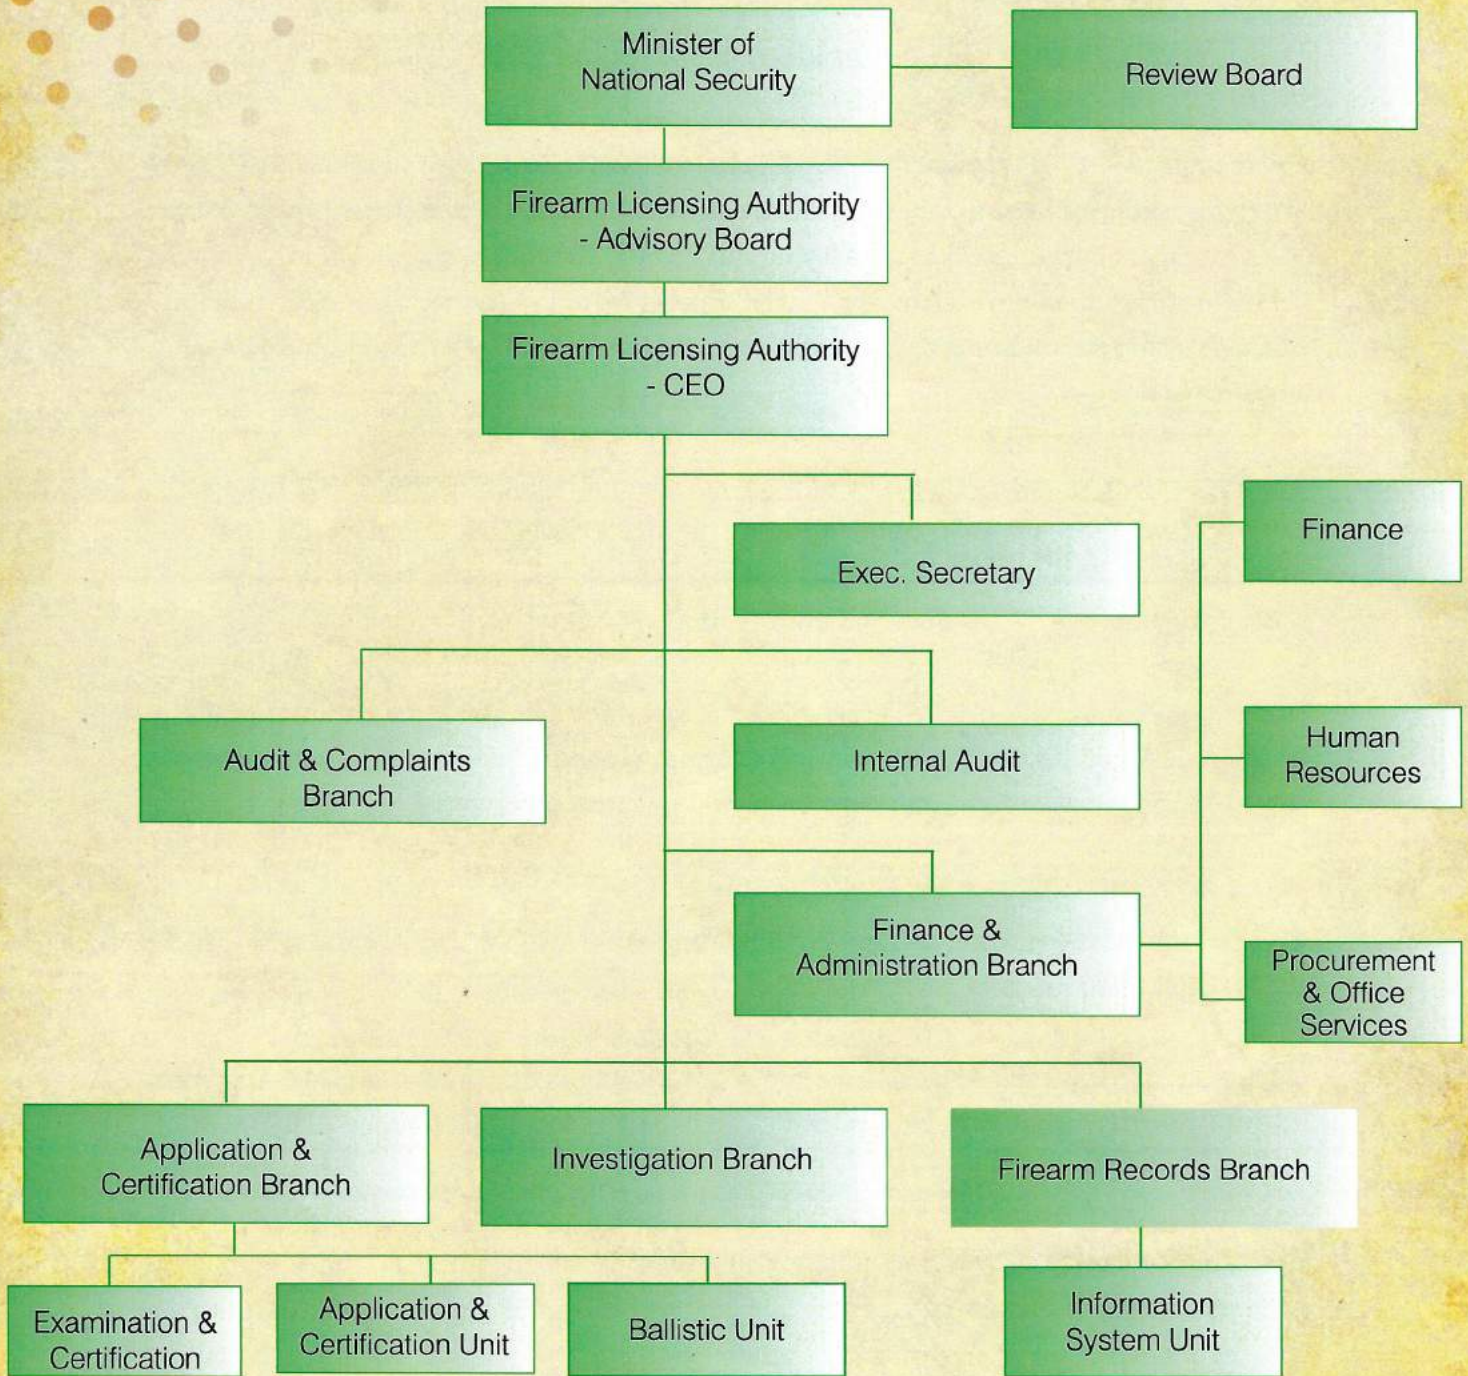 Minister of
National Security
Review Board
Firearm Licensing Authority
- Advisory Board
Firearm Licensing Authority
- CEO
Exec. Secretary
Finance
Audit & Complaints
Branch
Internal Audit
Human
Resources
Finance &
Administration Branch
Procurement
& Office
Services
Application &
Certification Branch
Investigation Branch
Firearm Records Branch
Examination &
Certification
Application &
Certification Unit
Ballistic Unit
Information
System Unit